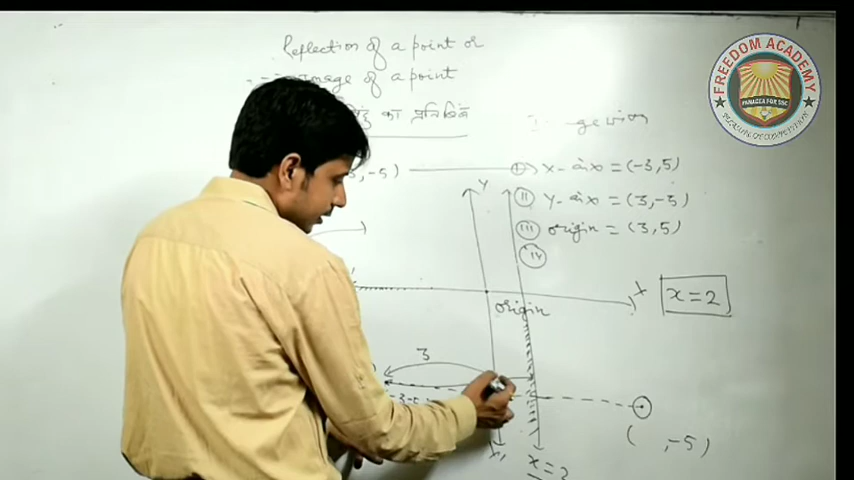 Reflection of a point or
image of a point
का प्रतिबिंब
,-5)
(i) X-axis = (-3,5)
(ii) Y-axis = (3,-5)
(iii) origin = (3,5)
(iv)
Y
X
x=2
origin
3
( ,-5)
x=2
FREEDOM ACADEMY
PANACEA FOR SSC